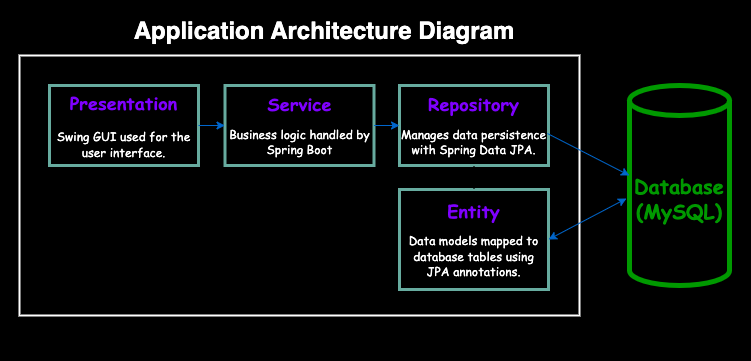 Application Architecture Diagram
Presentation
Swing GUI used for the
user interface.
Service
Business logic handled by
Spring Boot
Repository
Manages data persistence
with Spring Data JPA.
Entity
Data models mapped to
database tables using
JPA annotations.
Database
(MySQL)